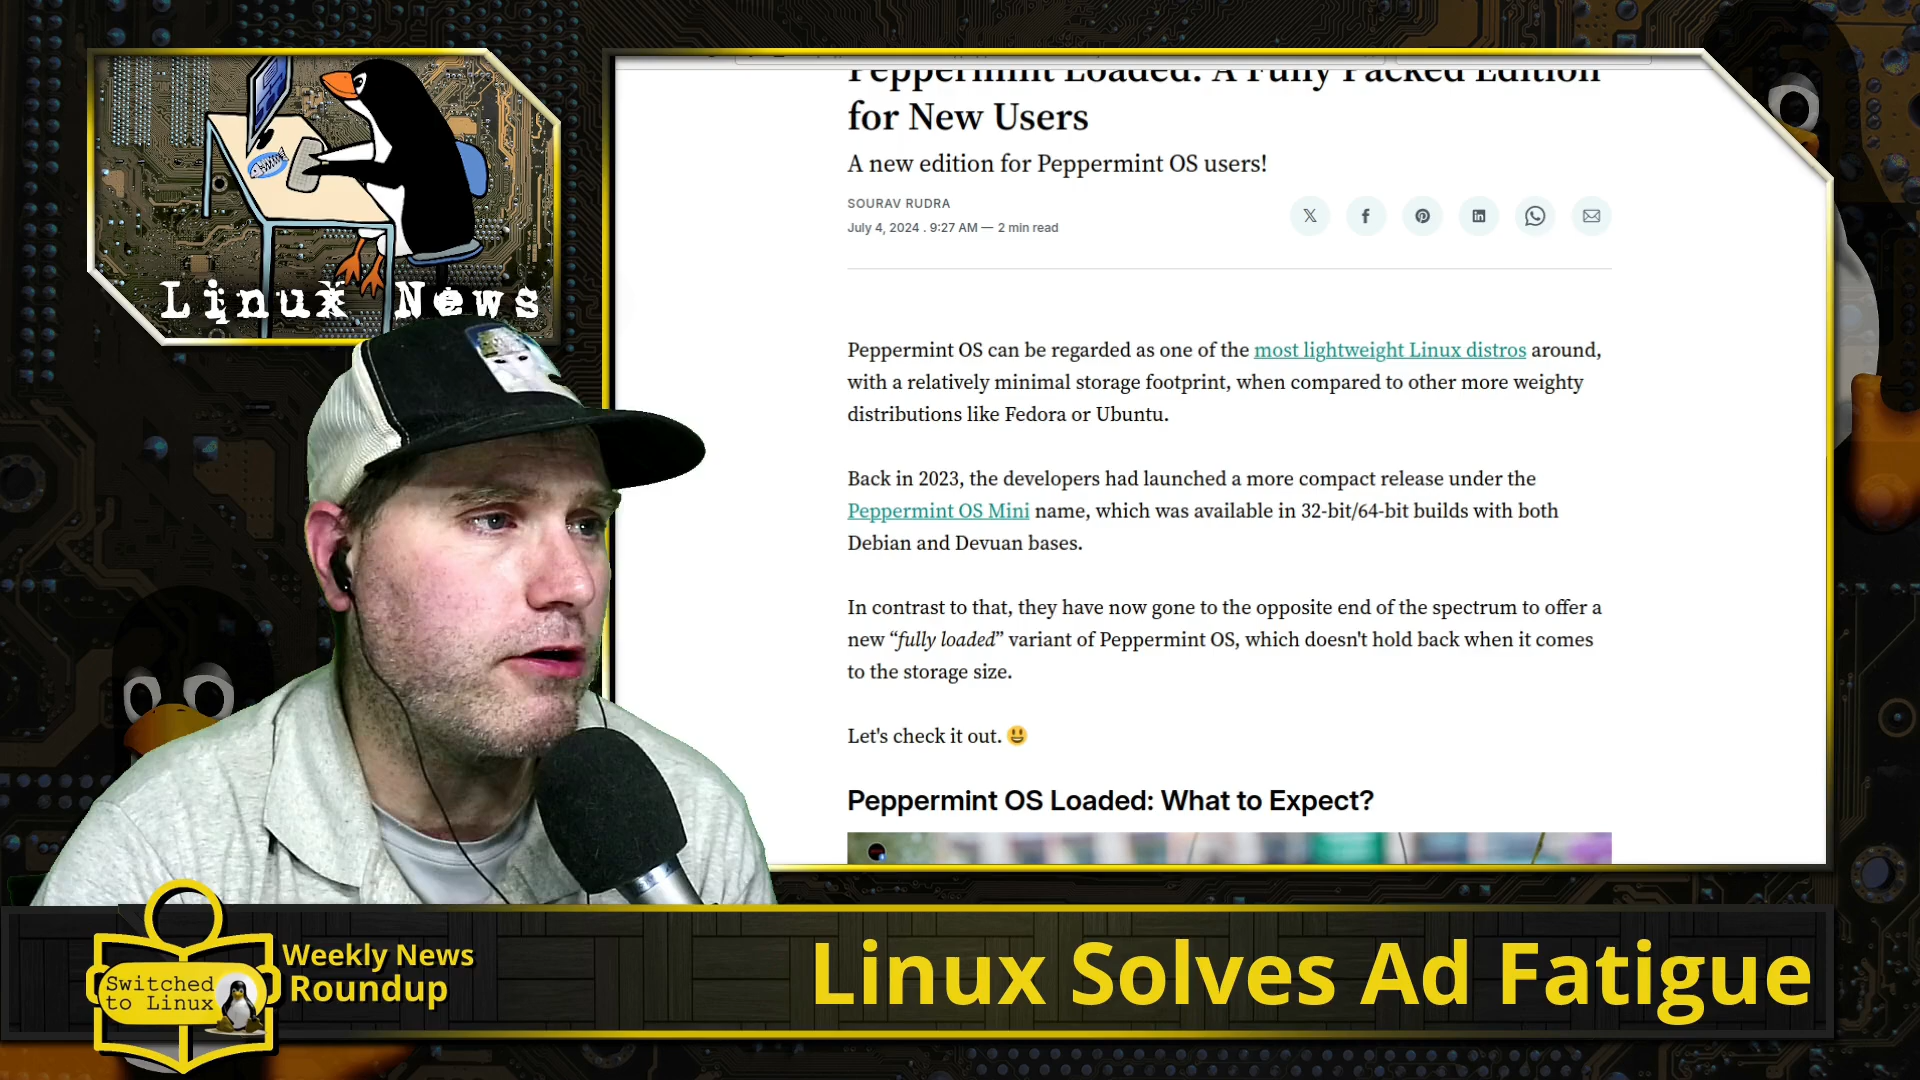 Linux News
Peppermint Loaded: A Fully Packed Edition
for New Users
A new edition for Peppermint OS users!
SOURAV RUDRA
July 4, 2024 . 9:27 AM — 2 min read
Peppermint OS can be regarded as one of the most lightweight Linux distros around,
with a relatively minimal storage footprint, when compared to other more weighty
distributions like Fedora or Ubuntu.
Back in 2023, the developers had launched a more compact release under the
Peppermint OS Mini name, which was available in 32-bit/64-bit builds with both
Debian and Devuan bases.
In contrast to that, they have now gone to the opposite end of the spectrum to offer a
new “fully loaded” variant of Peppermint OS, which doesn't hold back when it comes
to the storage size.
Let's check it out. 😃
Peppermint OS Loaded: What to Expect?
Switched
to Linux
Weekly News
Roundup
Linux Solves Ad Fatigue